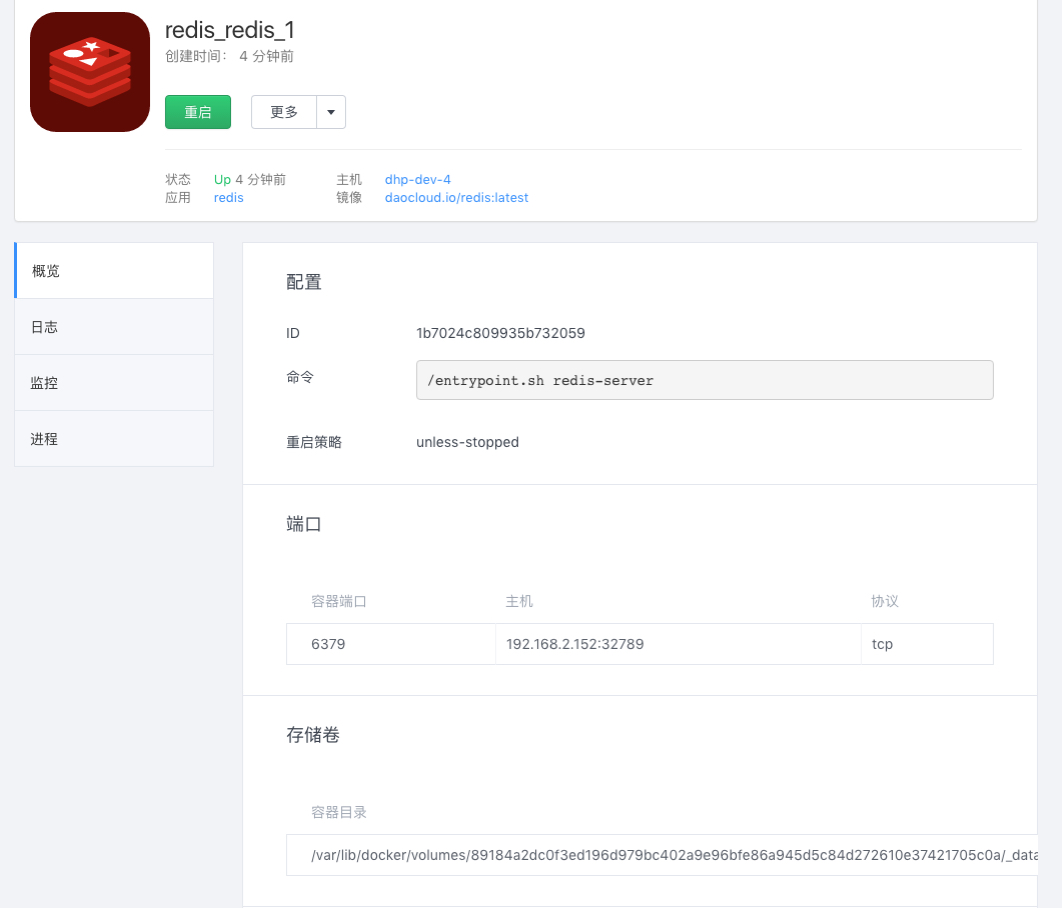 redis_redis_1
创建时间： 4 分钟前
重启
更多
状态 Up 4 分钟前 主机 dhp-dev-4
应用 redis 镜像 daocloud.io/redis:latest
概览
日志
监控
进程
配置
ID 1b7024c809935b732059
命令 /entrypoint.sh redis-server
重启策略 unless-stopped
端口
容器端口 主机 协议
6379 192.168.2.152:32789 tcp
存储卷
容器目录
/var/lib/docker/volumes/89184a2dc0f3ed196d979bc402a9e96bfe86a945d5c84d272610e37421705c0a/_data